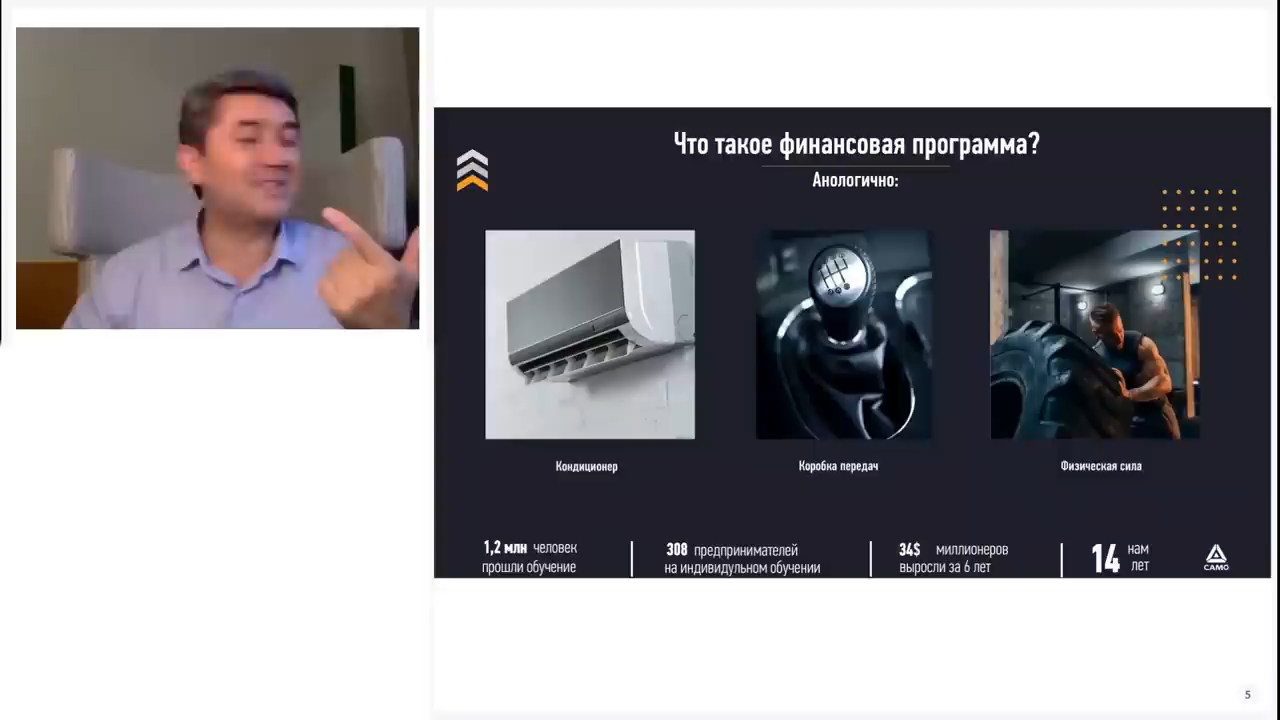 Что такое финансовая программа?
Анологично:
Кондиционер
Коробка передач
Физическая сила
1,2 млн человек
прошли обучение
308 предпринимателей
на индивидульном обучении
34$ миллионеров
выросли за 6 лет
14 нам
лет
САМО
5